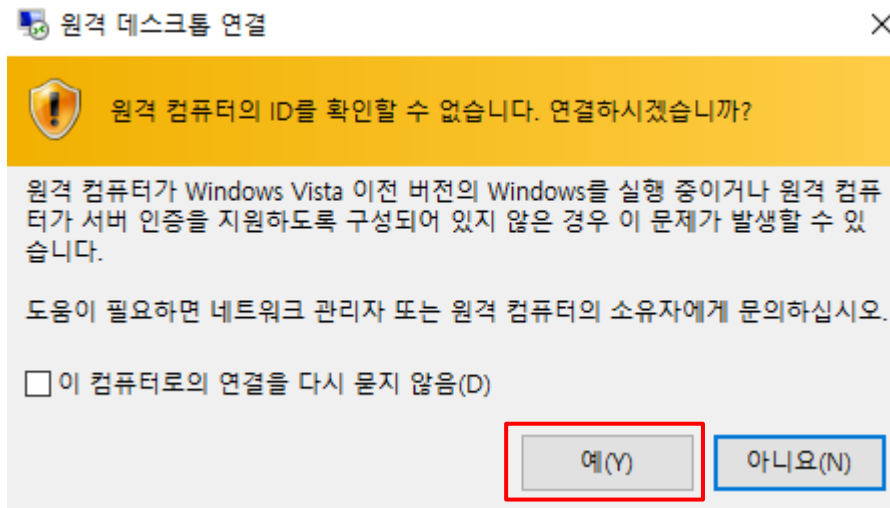 원격 데스크톱 연결
원격 컴퓨터의 ID를 확인할 수 없습니다. 연결하시겠습니까?
원격 컴퓨터가 Windows Vista 이전 버전의 Windows를 실행 중이거나 원격 컴퓨
터가 서버 인증을 지원하도록 구성되어 있지 않은 경우 이 문제가 발생할 수 있
습니다.
도움이 필요하면 네트워크 관리자 또는 원격 컴퓨터의 소유자에게 문의하십시오.
이 컴퓨터로의 연결을 다시 묻지 않음(D)
예(Y) 아니요(N)